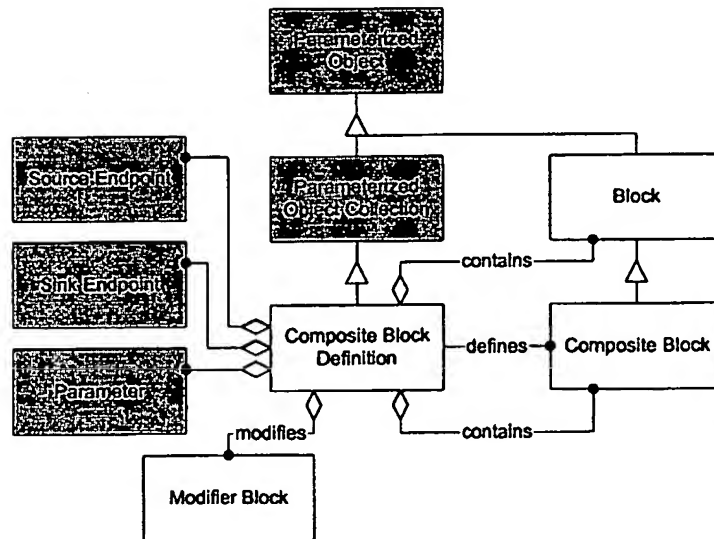 Parameterized
Object
Source Endpoint
Parameterized
Object Collection
Block
contains
Sink Endpoint
Composite Block
Definition
defines
Composite Block
Parameter
modifies
contains
Modifier Block